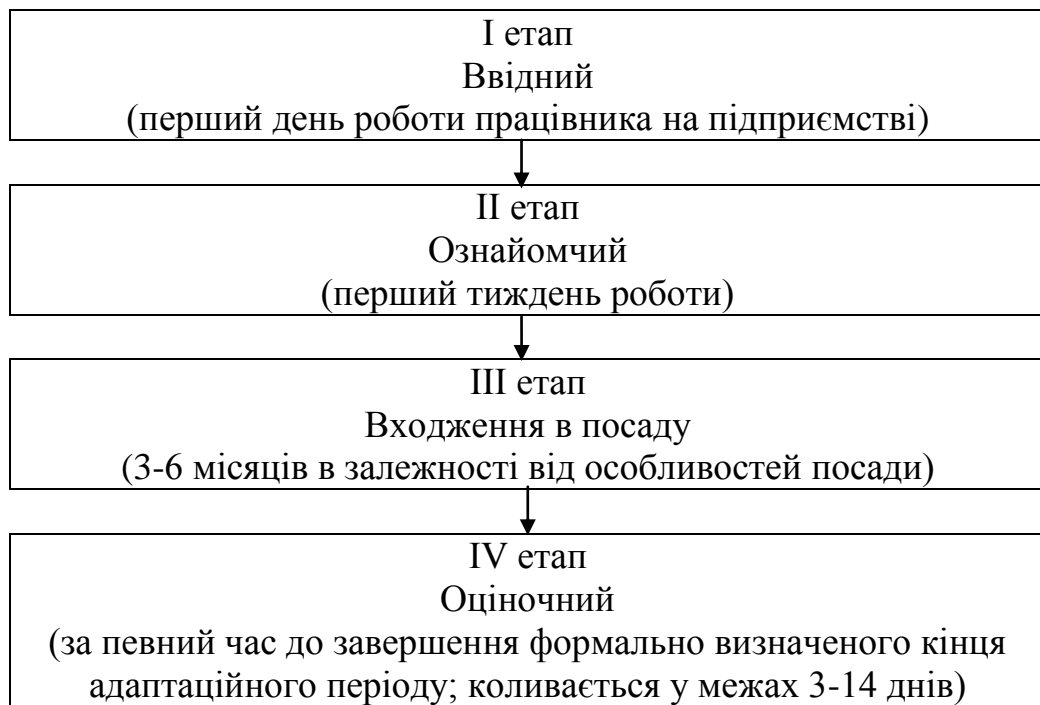 І етап
Ввідний
(перший день роботи працівника на підприємстві)
ІІ етап
Ознайомчий
(перший тиждень роботи)
ІІІ етап
Входження в посаду
(3-6 місяців в залежності від особливостей посади)
IV етап
Оціночний
(за певний час до завершення формально визначеного кінця
адаптаційного періоду; коливається у межах 3-14 днів)